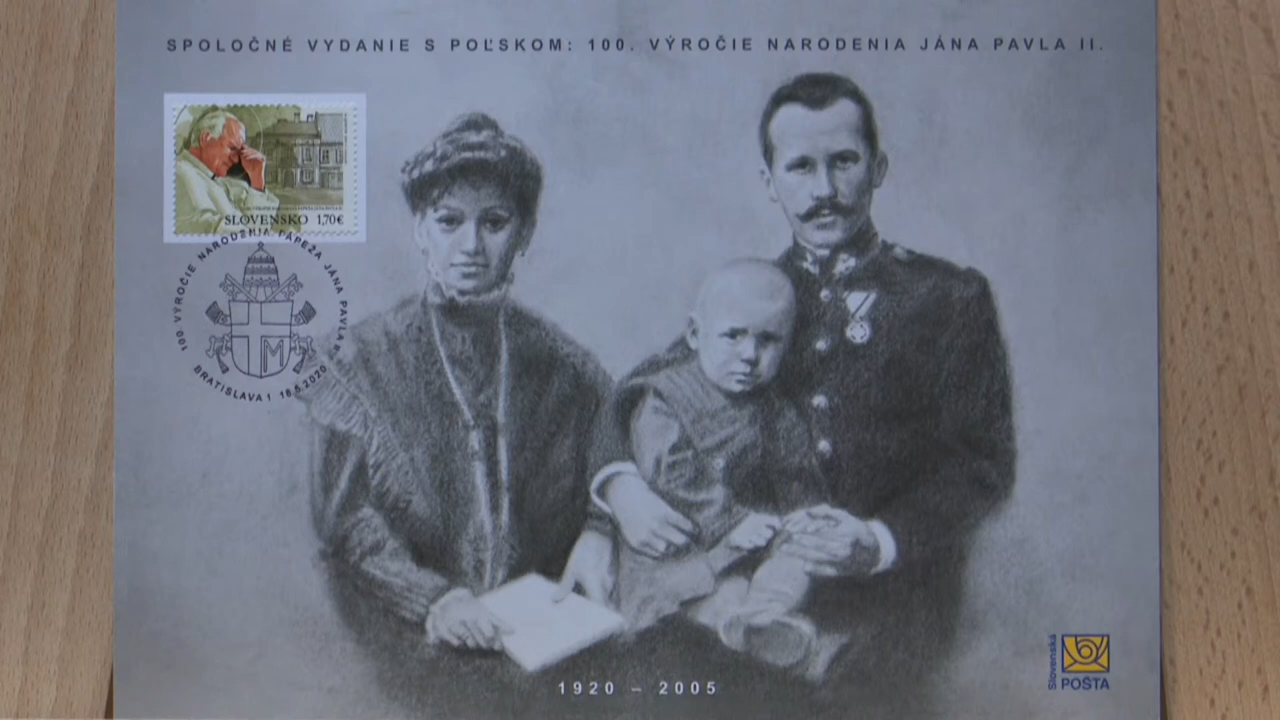 SPOLOČNÉ VYDANIE S POĽSKOM: 100. VÝROČIE NARODENIA JÁNA PAVLA II.
SLOVENSKO 1,70€
100 VÝROČIE NARODENIA PÁPEŽA JÁNA PAVLA II.
M
BRATISLAVA 1 18.5.2020
1920 – 2005
Slovenská
POŠTA